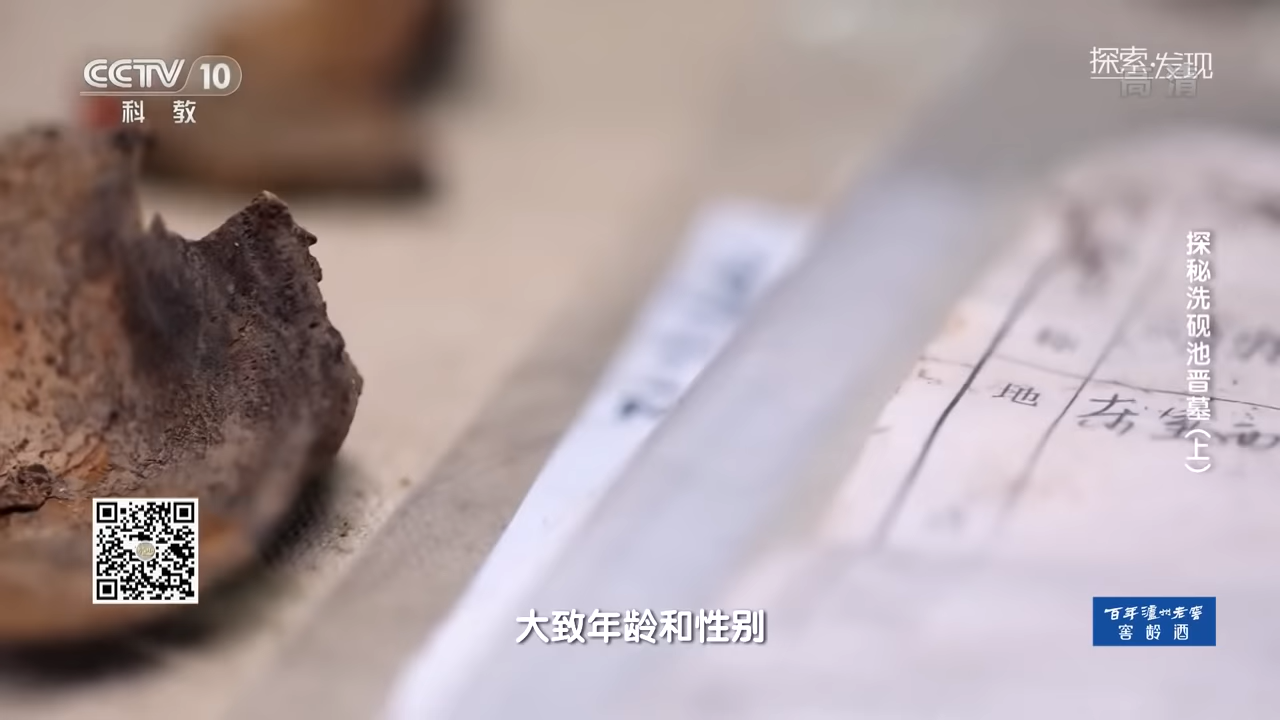 CCTV 10
科教
探索·发现
高清
探秘洗砚池晋墓(上)
地
大致年龄和性别
百年泸州老窖
窖龄酒